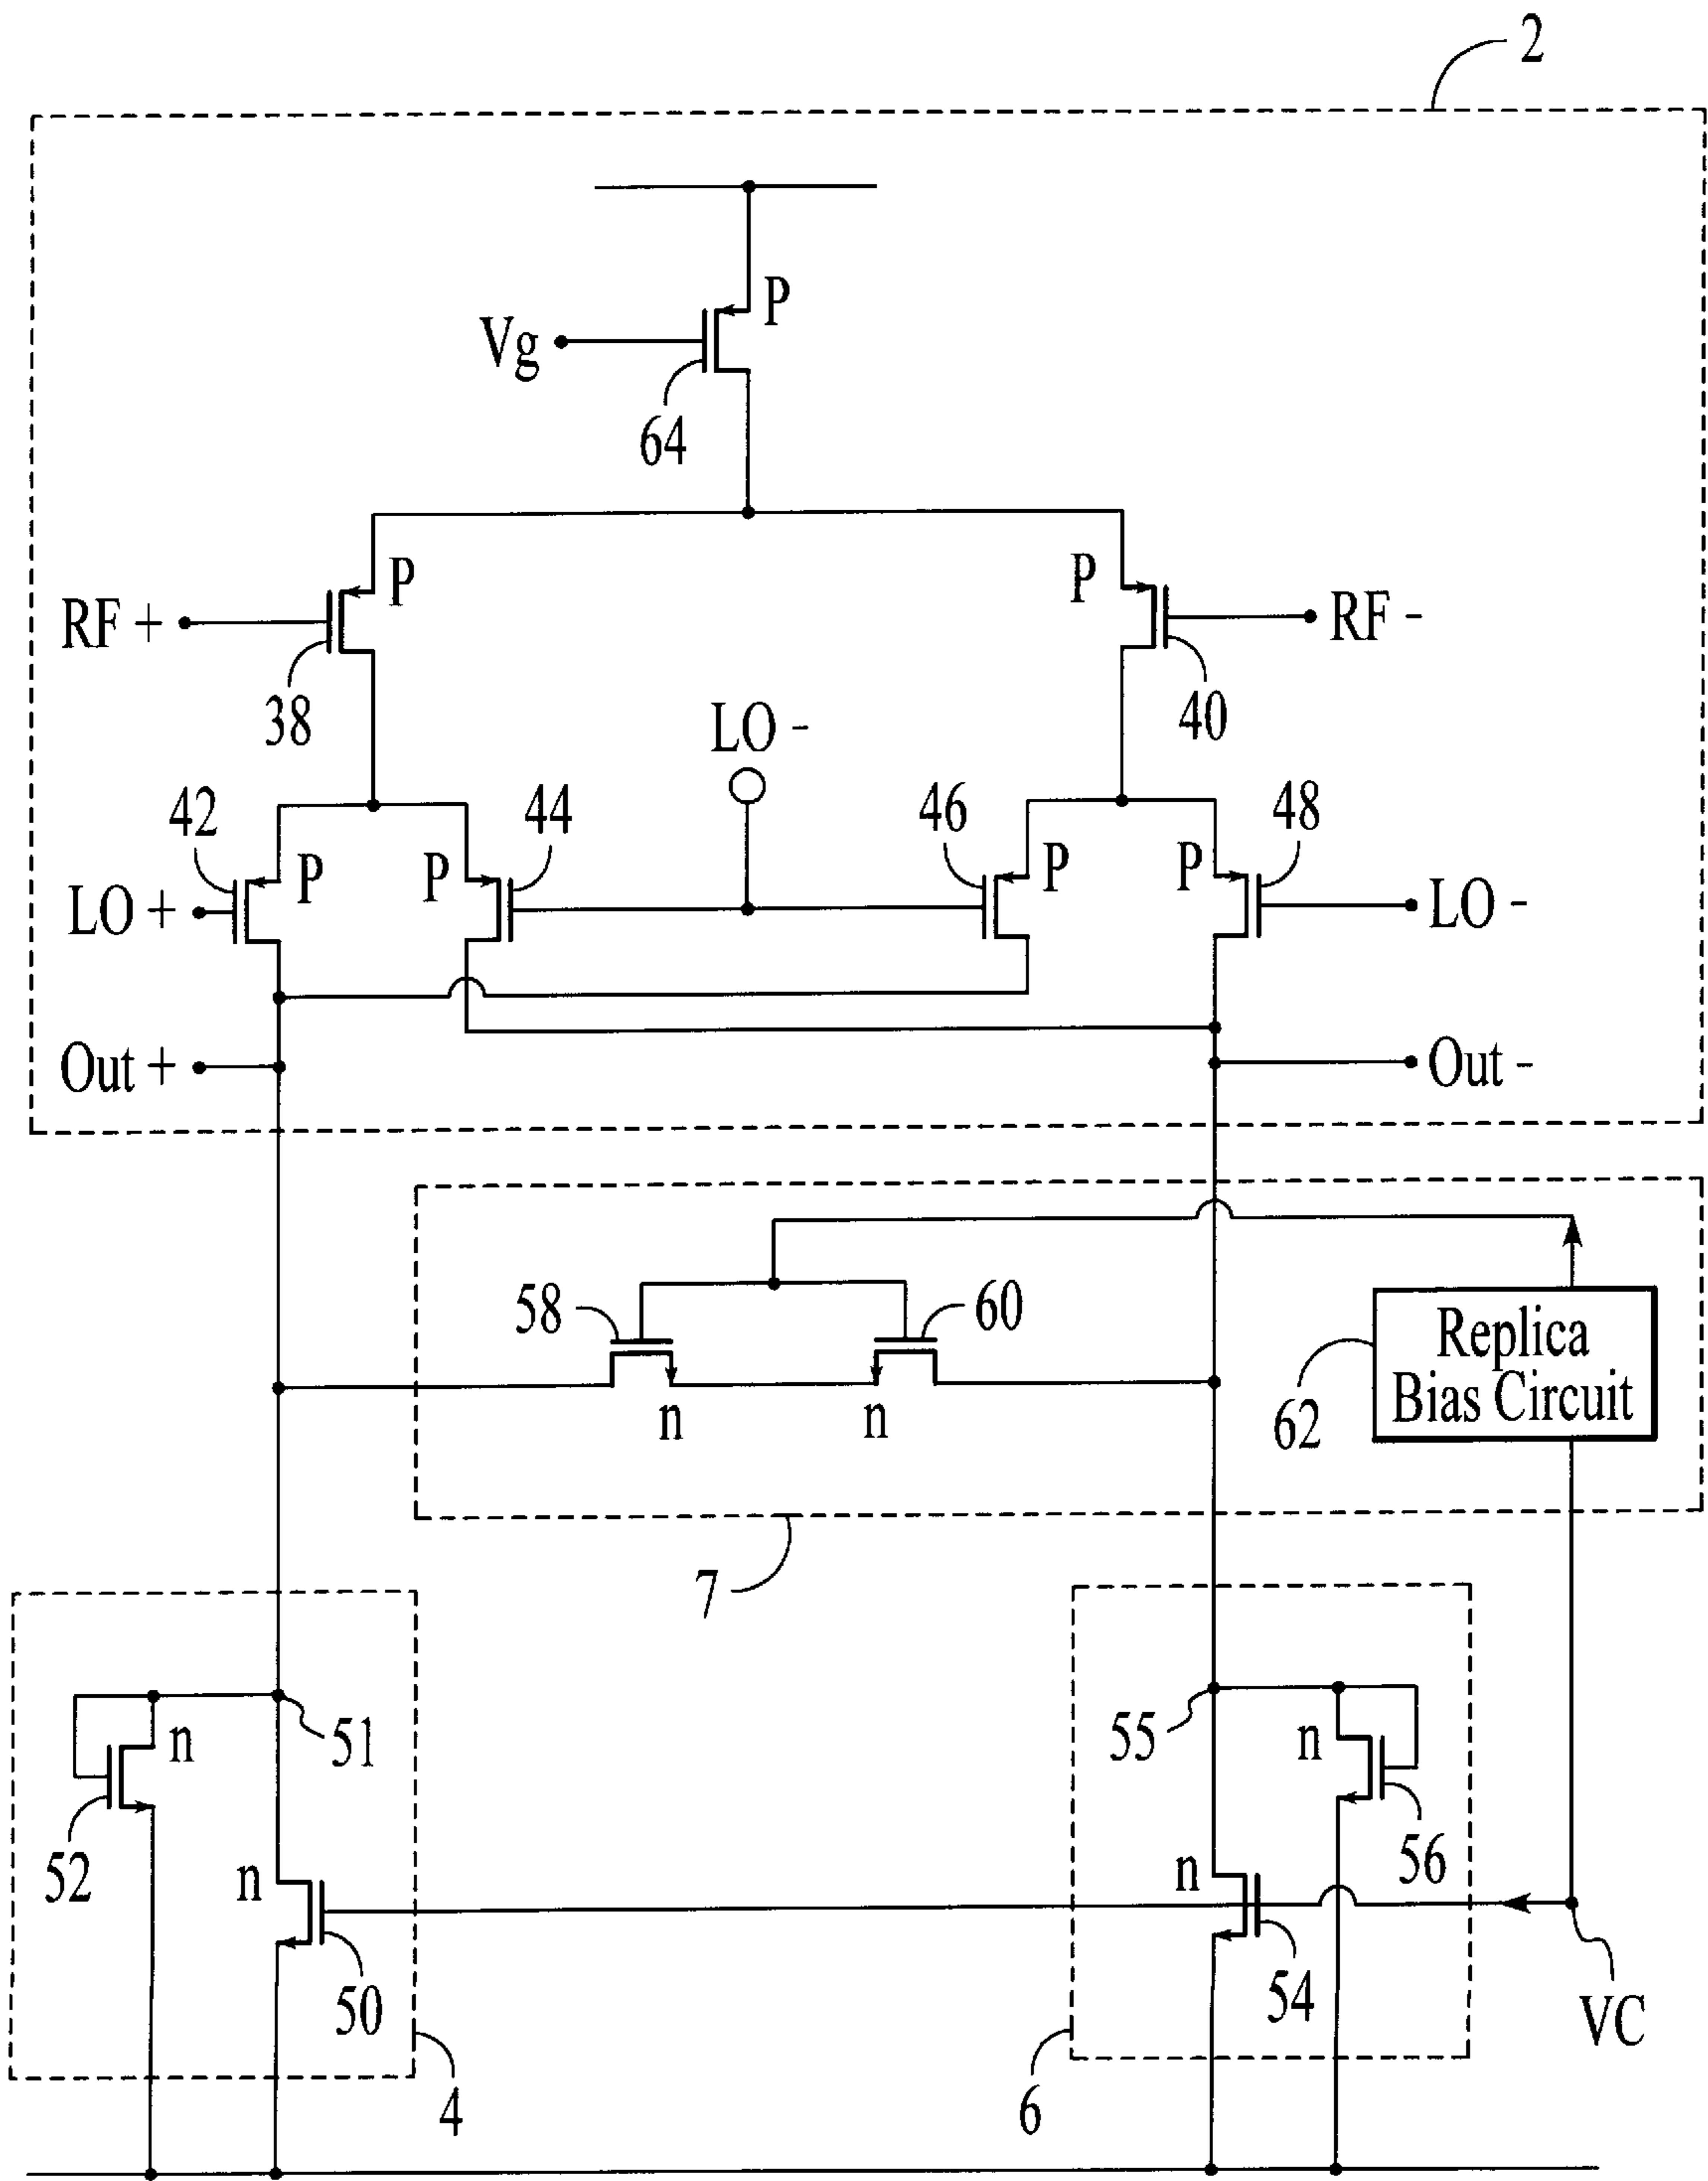 2
P
Vg
64
P
P
RF +
RF -
38
40
LO -
42
44
46
48
P
P
P
P
LO +
LO -
Out +
Out -
58
60
Replica
Bias Circuit
62
n
n
7
51
55
n
n
52
56
n
n
50
54
VC
4
6